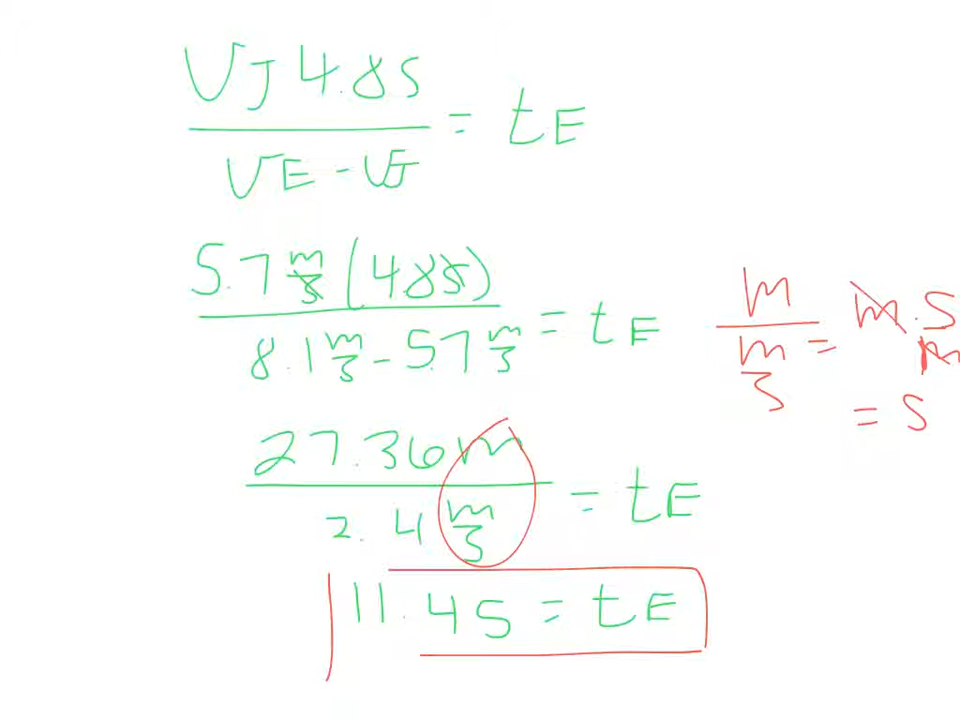 VJ 4.8s
/ VE - VJ = tE
5.7 m/s (4.8s)
/ 8.1 m/s - 5.7 m/s = tE
m / (m/s) = m·s / m
= s
27.36 m
/ 2.4 m/s = tE
11.4s = tE